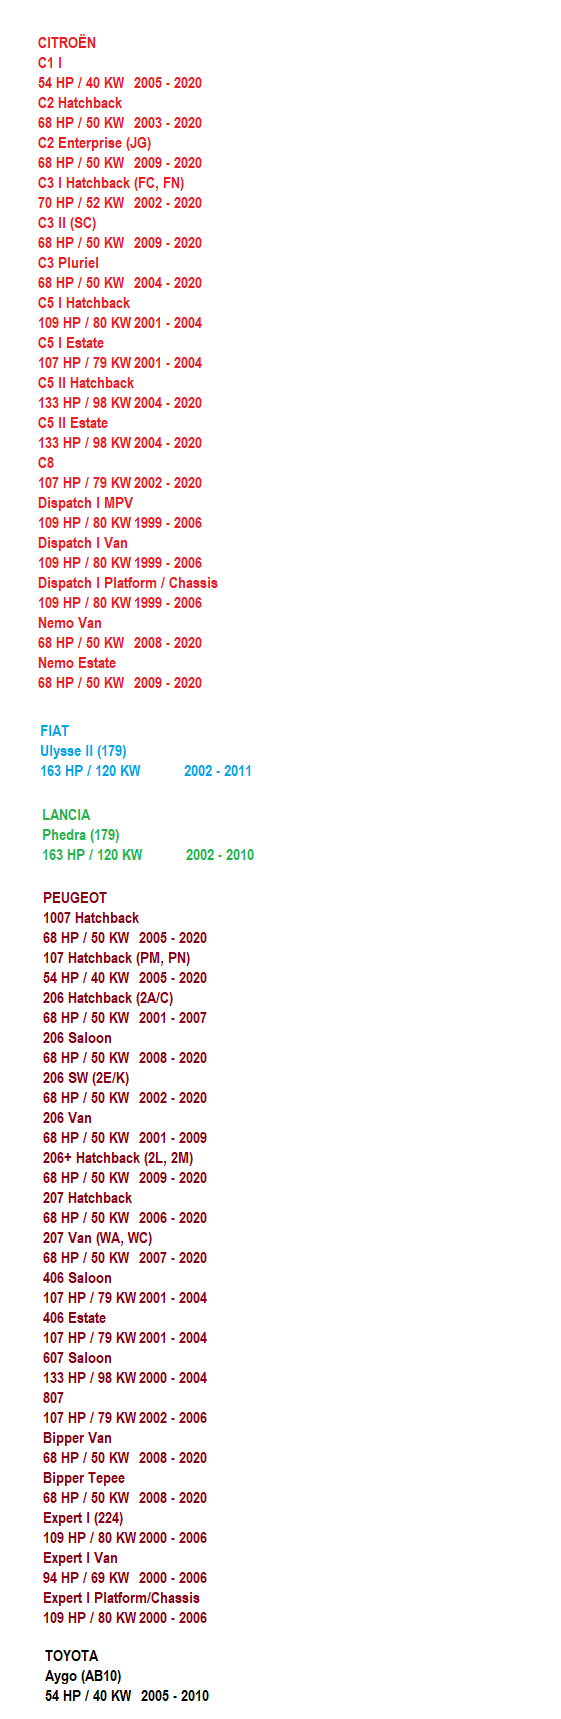 CITROËN
C1 I
54 HP / 40 KW 2005 - 2020
C2 Hatchback
68 HP / 50 KW 2003 - 2020
C2 Enterprise (JG)
68 HP / 50 KW 2009 - 2020
C3 I Hatchback (FC, FN)
70 HP / 52 KW 2002 - 2020
C3 II (SC)
68 HP / 50 KW 2009 - 2020
C3 Pluriel
68 HP / 50 KW 2004 - 2020
C5 I Hatchback
109 HP / 80 KW 2001 - 2004
C5 I Estate
107 HP / 79 KW 2001 - 2004
C5 II Hatchback
133 HP / 98 KW 2004 - 2020
C5 II Estate
133 HP / 98 KW 2004 - 2020
C8
107 HP / 79 KW 2002 - 2020
Dispatch I MPV
109 HP / 80 KW 1999 - 2006
Dispatch I Van
109 HP / 80 KW 1999 - 2006
Dispatch I Platform / Chassis
109 HP / 80 KW 1999 - 2006
Nemo Van
68 HP / 50 KW 2008 - 2020
Nemo Estate
68 HP / 50 KW 2009 - 2020
FIAT
Ulysse II (179)
163 HP / 120 KW 2002 - 2011
LANCIA
Phedra (179)
163 HP / 120 KW 2002 - 2010
PEUGEOT
1007 Hatchback
68 HP / 50 KW 2005 - 2020
107 Hatchback (PM, PN)
54 HP / 40 KW 2005 - 2020
206 Hatchback (2A/C)
68 HP / 50 KW 2001 - 2007
206 Saloon
68 HP / 50 KW 2008 - 2020
206 SW (2E/K)
68 HP / 50 KW 2002 - 2020
206 Van
68 HP / 50 KW 2001 - 2009
206+ Hatchback (2L, 2M)
68 HP / 50 KW 2009 - 2020
207 Hatchback
68 HP / 50 KW 2006 - 2020
207 Van (WA, WC)
68 HP / 50 KW 2007 - 2020
406 Saloon
107 HP / 79 KW 2001 - 2004
406 Estate
107 HP / 79 KW 2001 - 2004
607 Saloon
133 HP / 98 KW 2000 - 2004
807
107 HP / 79 KW 2002 - 2006
Bipper Van
68 HP / 50 KW 2008 - 2020
Bipper Tepee
68 HP / 50 KW 2008 - 2020
Expert I (224)
109 HP / 80 KW 2000 - 2006
Expert I Van
94 HP / 69 KW 2000 - 2006
Expert I Platform/Chassis
109 HP / 80 KW 2000 - 2006
TOYOTA
Aygo (AB10)
54 HP / 40 KW 2005 - 2010